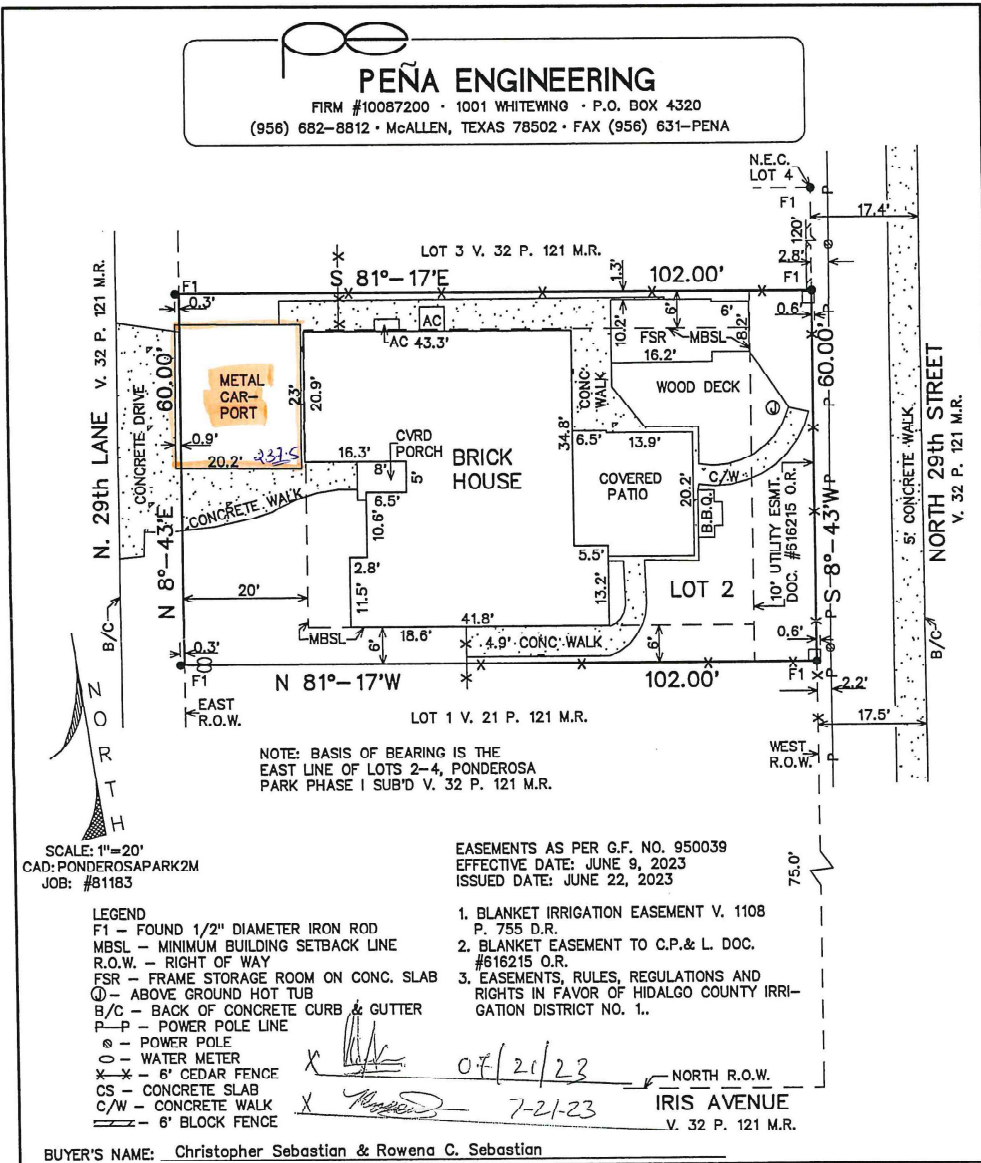 PEÑA ENGINEERING
FIRM #10087200 · 1001 WHITEWING · P.O. BOX 4320
(956) 682-8812 · McALLEN, TEXAS 78502 · FAX (956) 631-PENA
N.E.C.
LOT 4
F1
17.4'
120'
2.8'
LOT 3 V. 32 P. 121 M.R.
S 81°-17'E
102.00'
1.3'
F1
F1
0.3'
0.6'
AC
AC
43.3'
10.2'
6'
6'
FSR
MBSL
8.2'
16.2'
WOOD DECK
N. 29th LANE
V. 32 P. 121 M.R.
CONCRETE DRIVE
60.00'
N 8°-43'E
METAL
CAR-
PORT
23'
20.9'
0.9'
20.2'
CONCRETE WALK
16.3'
CVRD
PORCH
8'
5'
6.5'
10.6'
2.8'
11.5'
BRICK
HOUSE
34.8'
CONC.
WALK
6.5'
13.9'
COVERED
PATIO
20.2'
B.B.Q.
C/W
J
5.5'
13.2'
LOT 2
10' UTILITY ESMT.
DOC. #616215 O.R.
60.00'
S 8°-43'W
P
P
P
P
P
P
5' CONCRETE WALK
NORTH 29th STREET
V. 32 P. 121 M.R.
B/C
B/C
20'
MBSL
41.8'
18.6'
6'
4.9' CONC WALK
6'
0.6'
0.3'
F1
F1
N 81°-17'W
102.00'
2.2'
17.5'
EAST
R.O.W.
LOT 1 V. 21 P. 121 M.R.
WEST
R.O.W.
75.0'
NORTH
NOTE: BASIS OF BEARING IS THE
EAST LINE OF LOTS 2-4, PONDEROSA
PARK PHASE I SUB'D V. 32 P. 121 M.R.
SCALE: 1"=20'
CAD: PONDEROSAPARK2M
JOB: #81183
EASEMENTS AS PER G.F. NO. 950039
EFFECTIVE DATE: JUNE 9, 2023
ISSUED DATE: JUNE 22, 2023
1. BLANKET IRRIGATION EASEMENT V. 1108
P. 755 D.R.
2. BLANKET EASEMENT TO C.P.& L. DOC.
#616215 O.R.
3. EASEMENTS, RULES, REGULATIONS AND
RIGHTS IN FAVOR OF HIDALGO COUNTY IRRI-
GATION DISTRICT NO. 1..
LEGEND
F1 - FOUND 1/2" DIAMETER IRON ROD
MBSL - MINIMUM BUILDING SETBACK LINE
R.O.W. - RIGHT OF WAY
FSR - FRAME STORAGE ROOM ON CONC. SLAB
J - ABOVE GROUND HOT TUB
B/C - BACK OF CONCRETE CURB & GUTTER
P—P - POWER POLE LINE
- POWER POLE
- WATER METER
X—X - 6' CEDAR FENCE
CS - CONCRETE SLAB
C/W - CONCRETE WALK
- 6' BLOCK FENCE
X 07/21/23
X 7-21-23
NORTH R.O.W.
IRIS AVENUE
V. 32 P. 121 M.R.
BUYER'S NAME: Christopher Sebastian & Rowena C. Sebastian